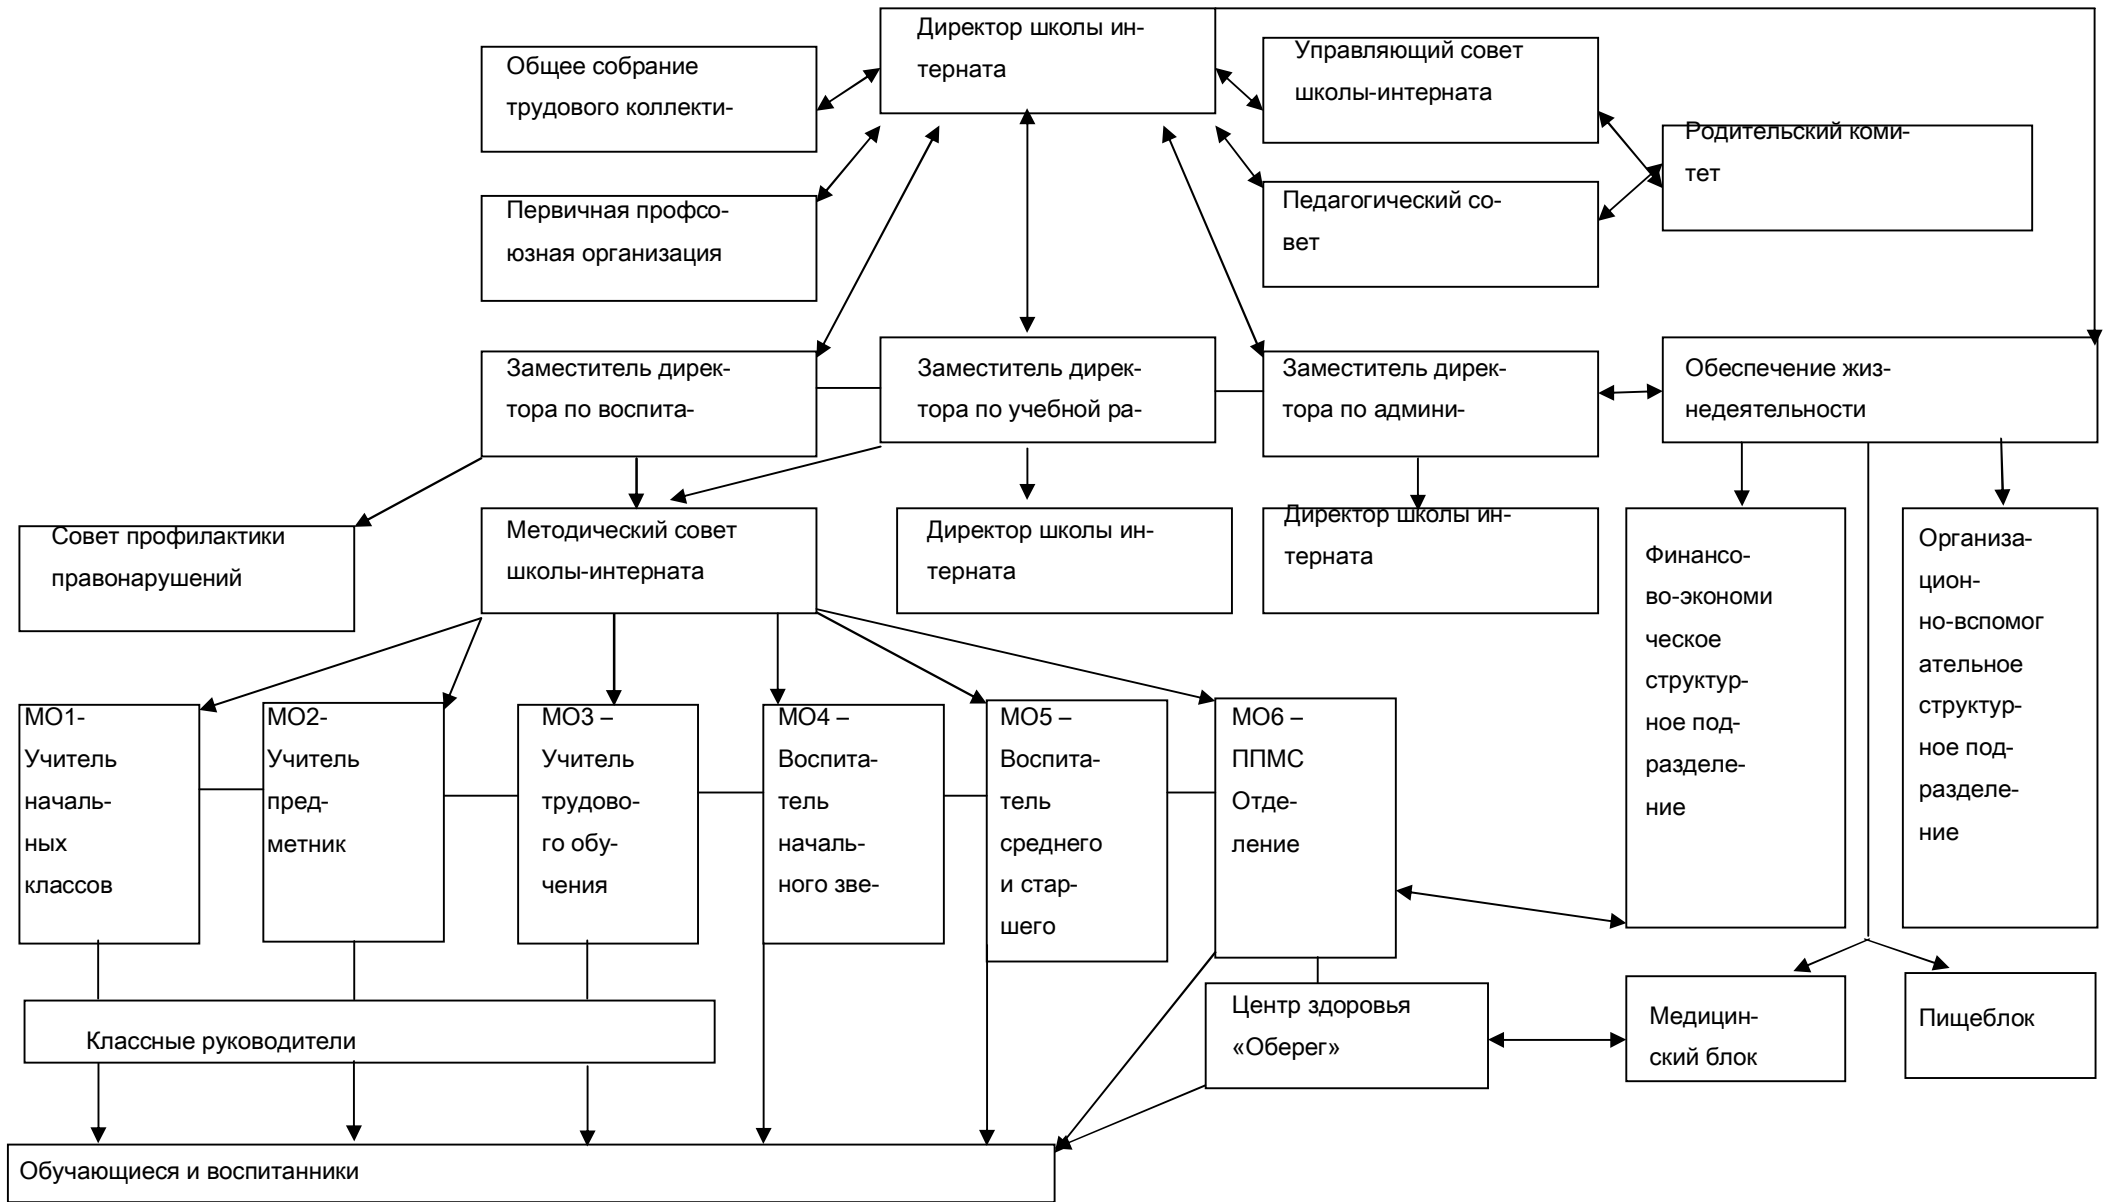 Директор школы ин-
терната
Общее собрание
трудового коллекти-
Управляющий совет
школы-интерната
Родительский коми-
тет
Первичная профсо-
юзная организация
Педагогический со-
вет
Заместитель дирек-
тора по воспита-
Заместитель дирек-
тора по учебной ра-
Заместитель дирек-
тора по админи-
Обеспечение жиз-
недеятельности
Совет профилактики
правонарушений
Методический совет
школы-интерната
Директор школы ин-
терната
Директор школы ин-
терната
Финансо-
во-экономи
ческое
структур-
ное под-
разделе-
ние
Организа-
цион-
но-вспомог
ательное
структур-
ное под-
разделе-
ние
МО1-
Учитель
началь-
ных
классов
МО2-
Учитель
пред-
метник
МО3 –
Учитель
трудово-
го обу-
чения
МО4 –
Воспита-
тель
началь-
ного зве-
МО5 –
Воспита-
тель
среднего
и стар-
шего
МО6 –
ППМС
Отде-
ление
Классные руководители
Центр здоровья
«Оберег»
Медицин-
ский блок
Пищеблок
Обучающиеся и воспитанники